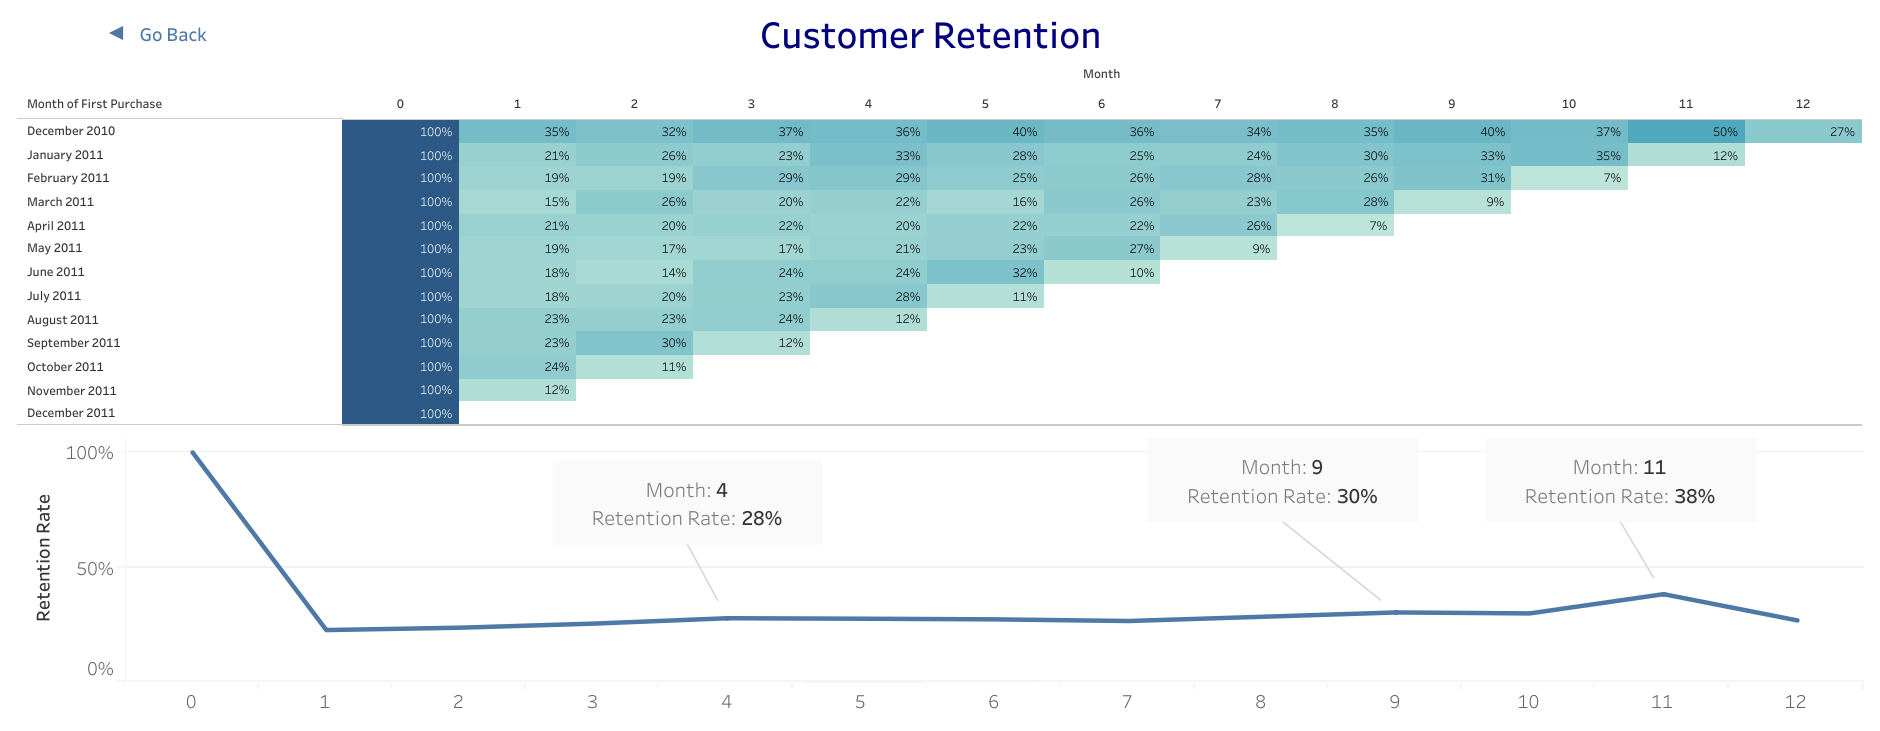 ◀ Go Back
Customer Retention
Month
Month of First Purchase 0 1 2 3 4 5 6 7 8 9 10 11 12
December 2010 100% 35% 32% 37% 36% 40% 36% 34% 35% 40% 37% 50% 27%
January 2011 100% 21% 26% 23% 33% 28% 25% 24% 30% 33% 35% 12%
February 2011 100% 19% 19% 29% 29% 25% 26% 28% 26% 31% 7%
March 2011 100% 15% 26% 20% 22% 16% 26% 23% 28% 9%
April 2011 100% 21% 20% 22% 20% 22% 22% 26% 7%
May 2011 100% 19% 17% 17% 21% 23% 27% 9%
June 2011 100% 18% 14% 24% 24% 32% 10%
July 2011 100% 18% 20% 23% 28% 11%
August 2011 100% 23% 23% 24% 12%
September 2011 100% 23% 30% 12%
October 2011 100% 24% 11%
November 2011 100% 12%
December 2011 100%
Retention Rate
100%
50%
0%
Month: 4
Retention Rate: 28%
Month: 9
Retention Rate: 30%
Month: 11
Retention Rate: 38%
0 1 2 3 4 5 6 7 8 9 10 11 12